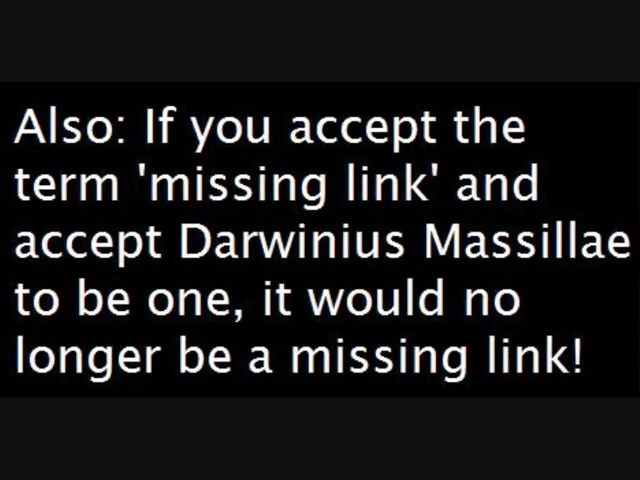 Also: If you accept the
term 'missing link' and
accept Darwinius Massillae
to be one, it would no
longer be a missing link!